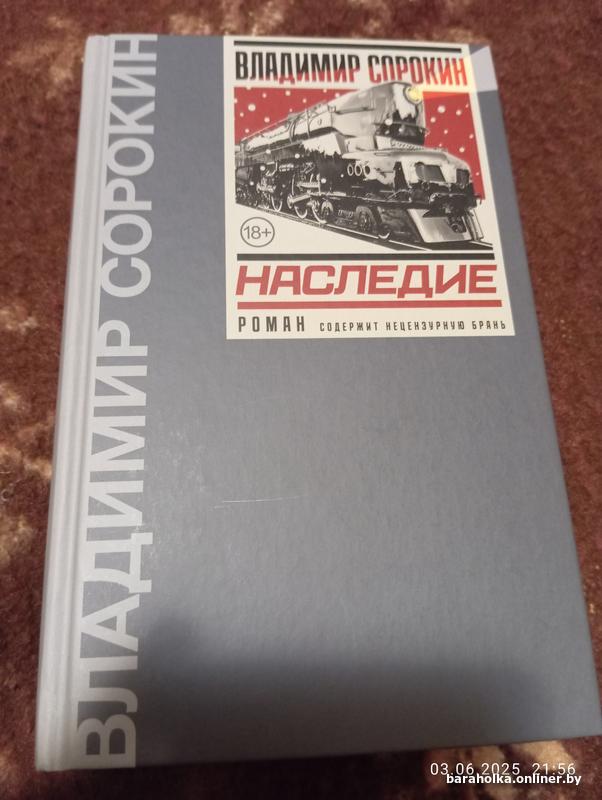 ВЛАДИМИР СОРОКИН
ВЛАДИМИР СОРОКИН
18+
НАСЛЕДИЕ
РОМАН СОДЕРЖИТ НЕЦЕНЗУРНУЮ БРАНЬ
03.06.2025 21:56
baraholka.onliner.by